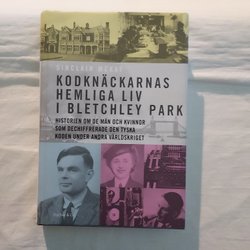 SINCLAIR MCKAY
KODKNÄCKARNAS
HEMLIGA LIV
I BLETCHLEY PARK
HISTORIEN OM DE MÄN OCH KVINNOR
SOM DECHIFFRERADE DEN TYSKA
KODEN UNDER ANDRA VÄRLDSKRIGET